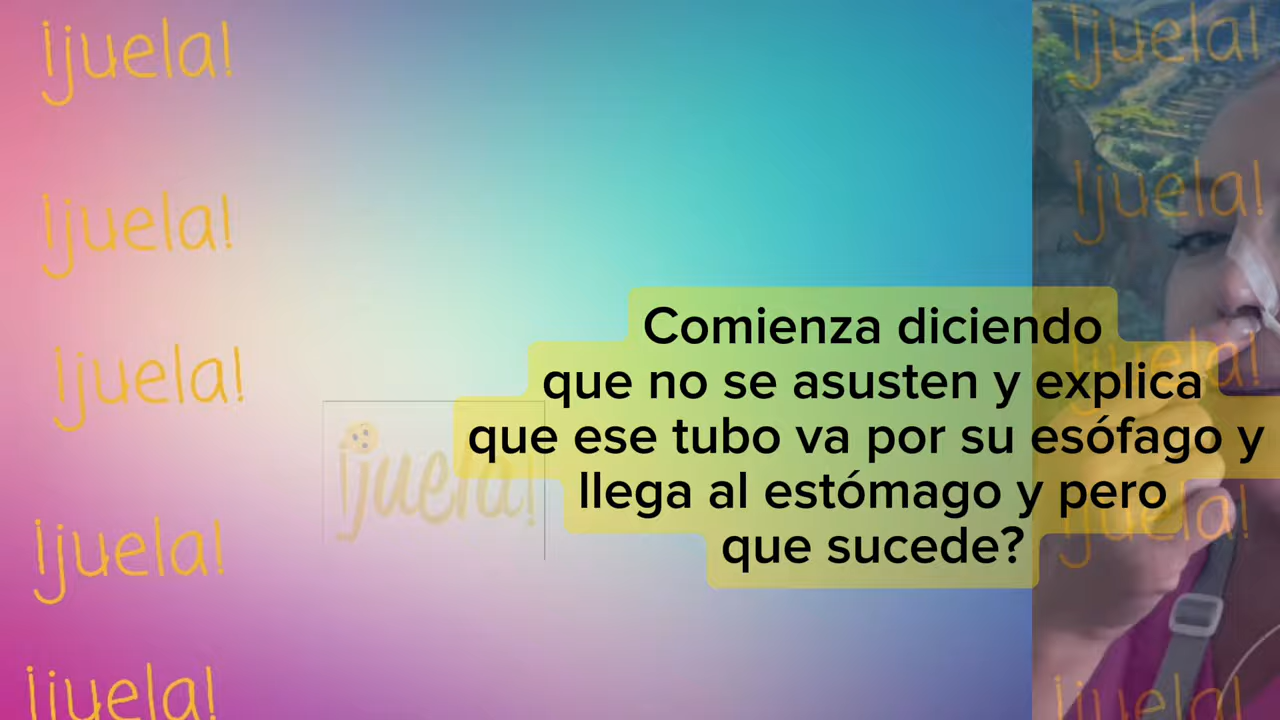 ¡juela!
¡juela!
¡juela!
¡juela!
Comienza diciendo
que no se asusten y explica
¡juela!
¡juela!
que ese tubo va por su esófago y
¡juela!
llega al estómago y pero
¡juela!
que sucede?
¡juela!
¡juela!
¡juela!